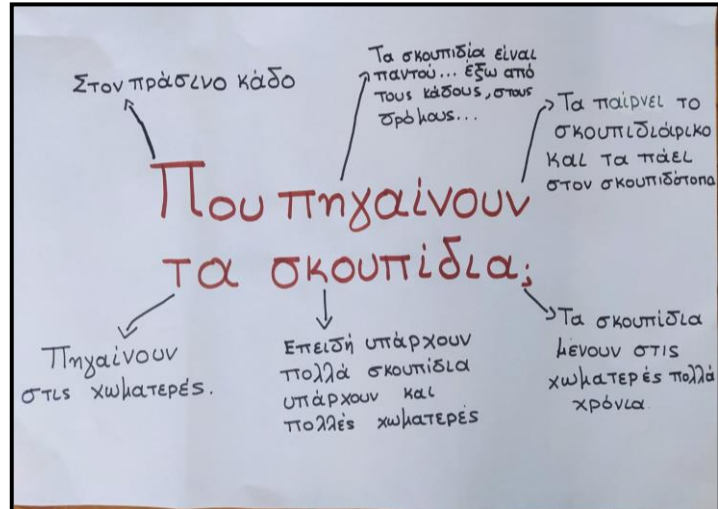 Στον πράσινο κάδο
Τα σκουπιδία είναι
παντού... έξω από
τους κάδους, στους
δρόμους...
Τα παίρνει το
σκουπιδιάρικο
και τα πάει
στον σκουπιδότοπο
Που πηγαίνουν
τα σκουπίδια;
Πηγαίνουν
στις χωματερές.
Επειδή υπάρχουν
πολλά σκουπίδια
υπάρχουν και
πολλές χωματερές
Τα σκουπίδια
μένουν στις
χωματερές πολλά
χρόνια.